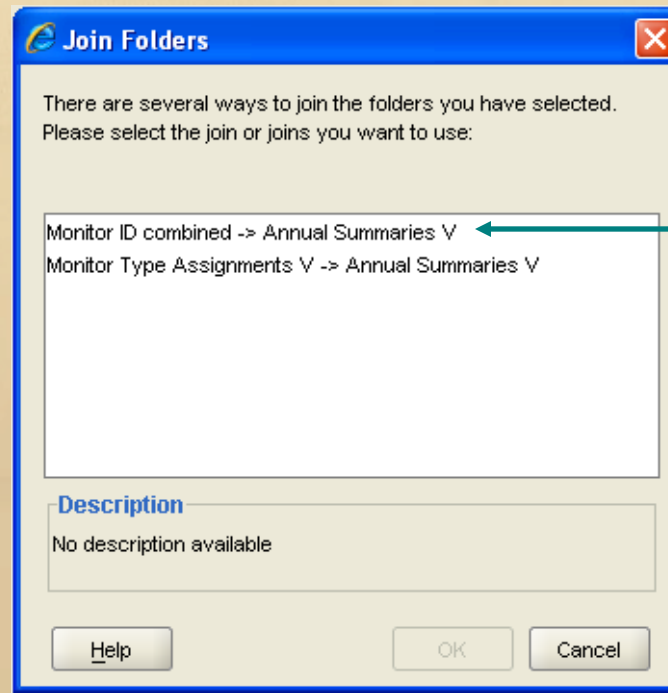 Join Folders
There are several ways to join the folders you have selected.
Please select the join or joins you want to use:
Monitor ID combined -> Annual Summaries V
Monitor Type Assignments V -> Annual Summaries V
Description
No description available
Help
OK
Cancel